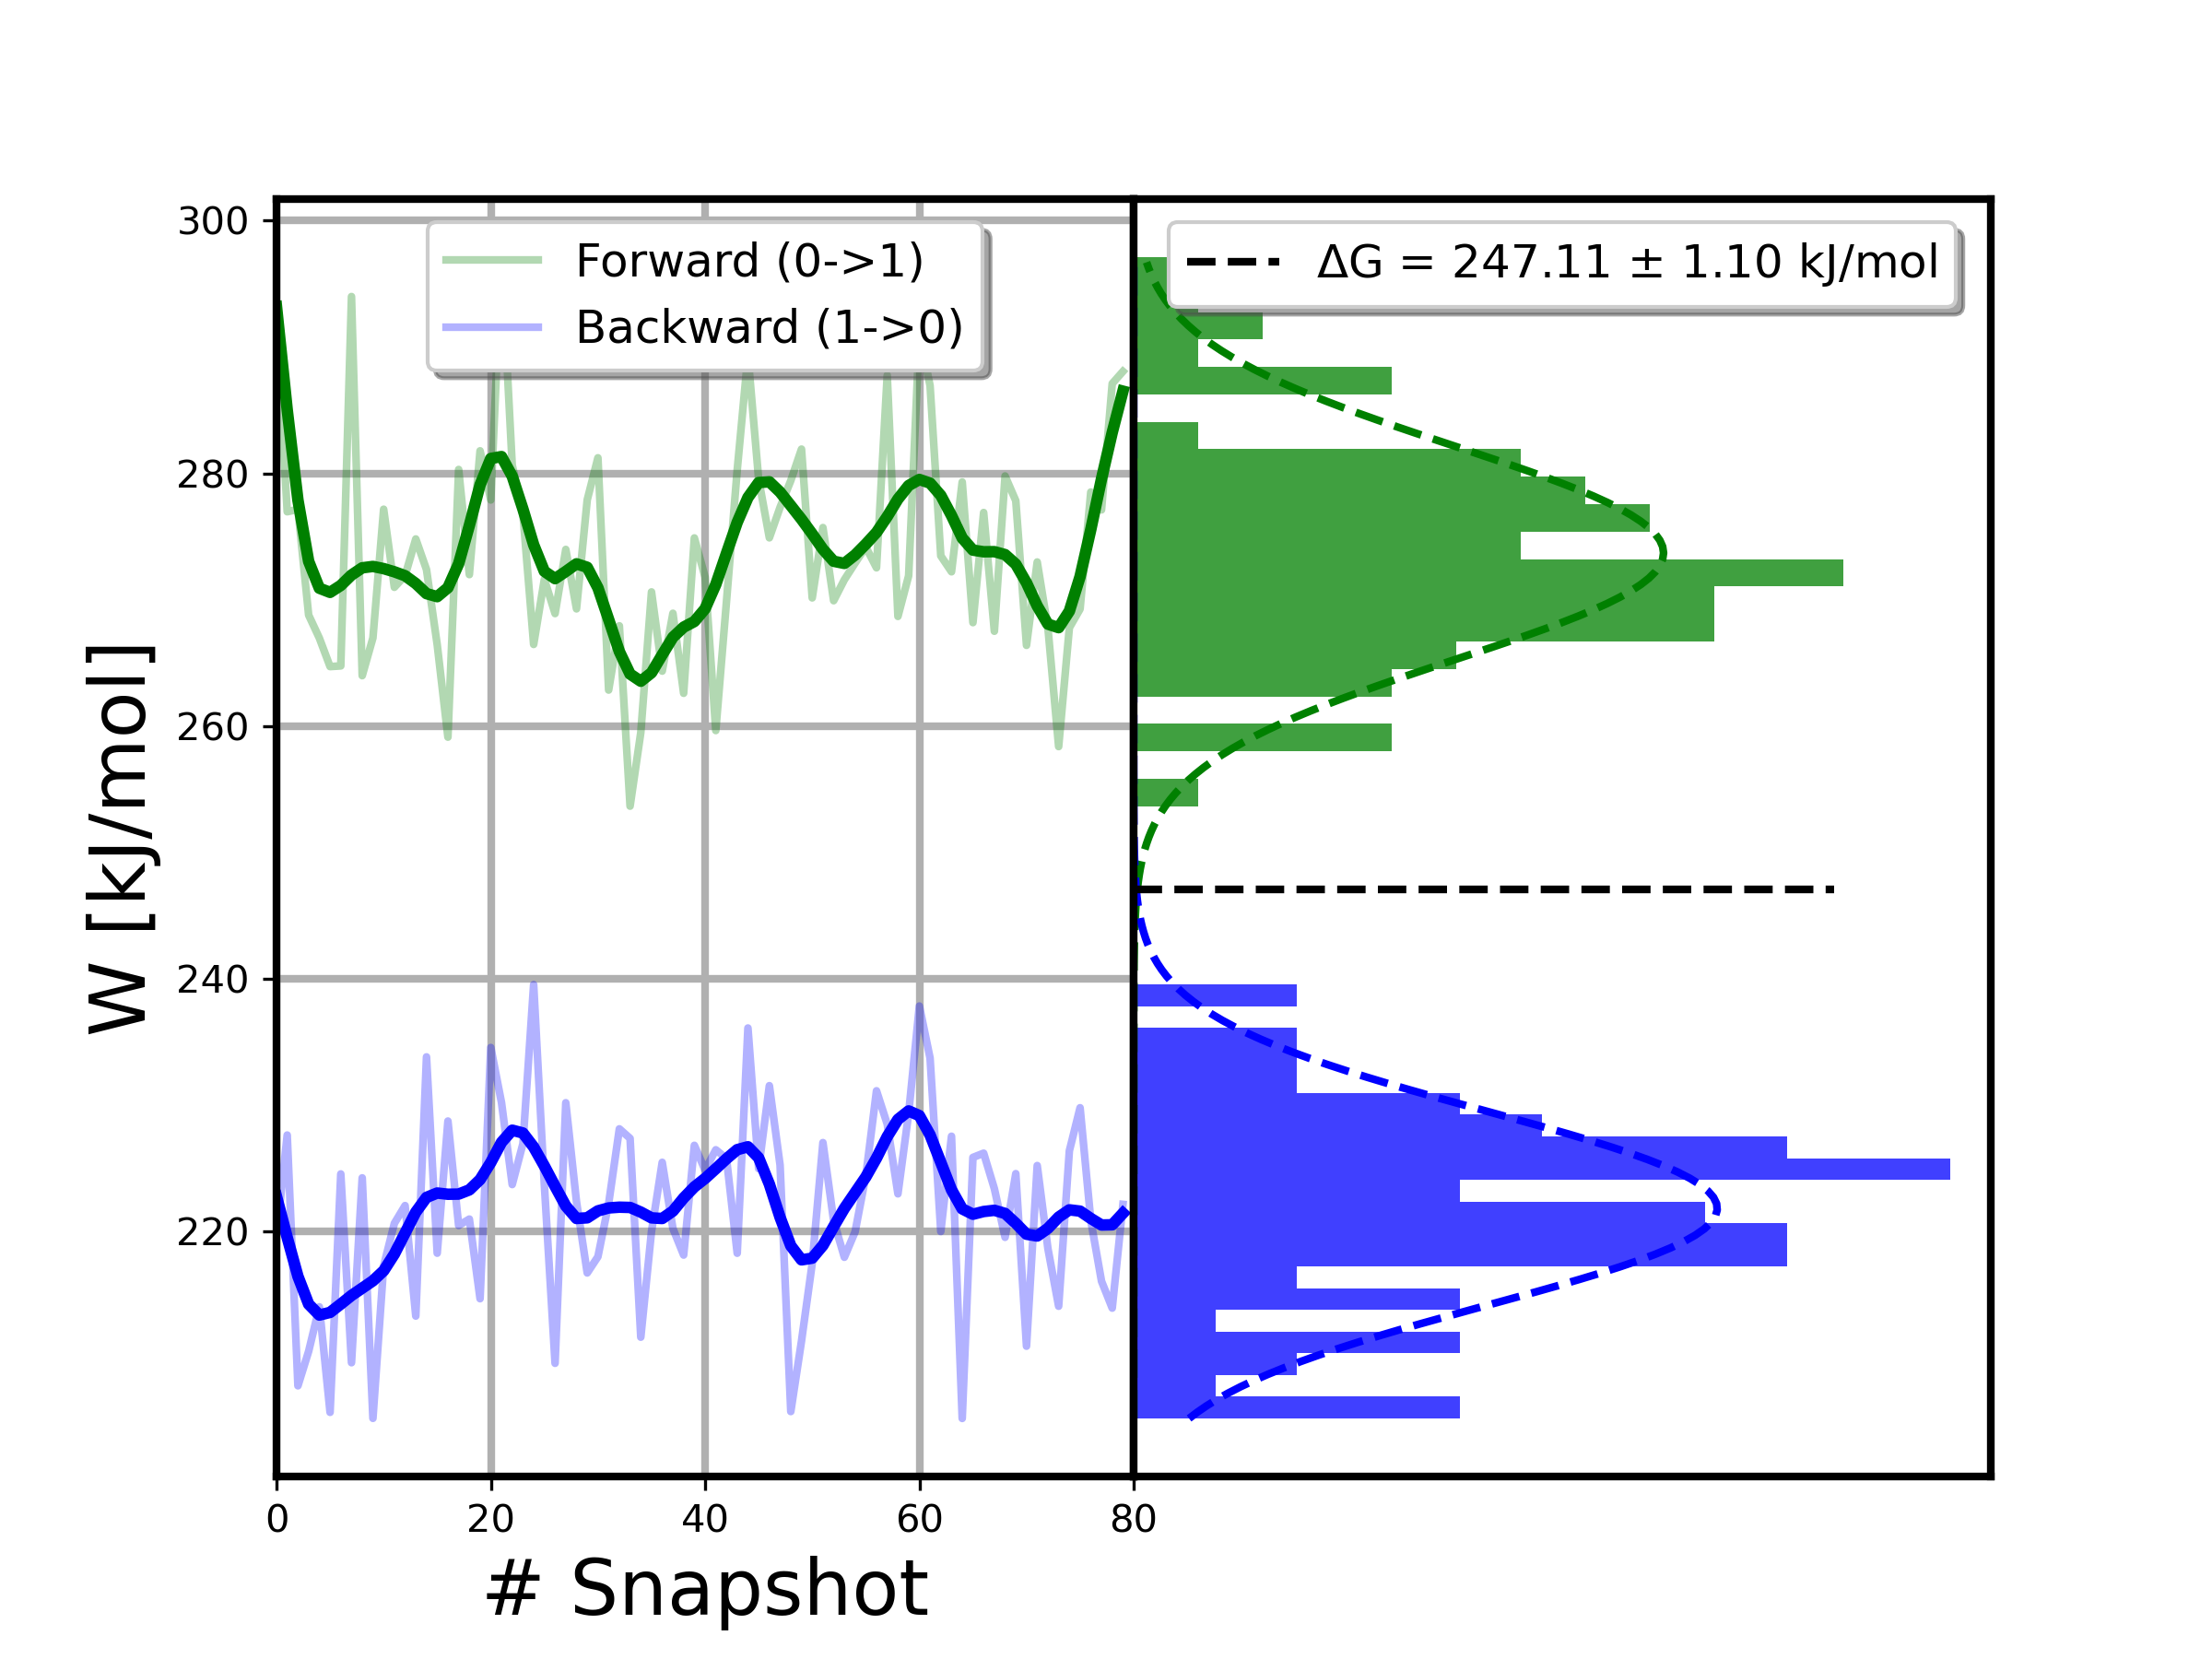 300
280
260
240
220
W [kJ/mol]
Forward (0->1)
Backward (1->0)
ΔG = 247.11 ± 1.10 kJ/mol
0 20 40 60 80
# Snapshot